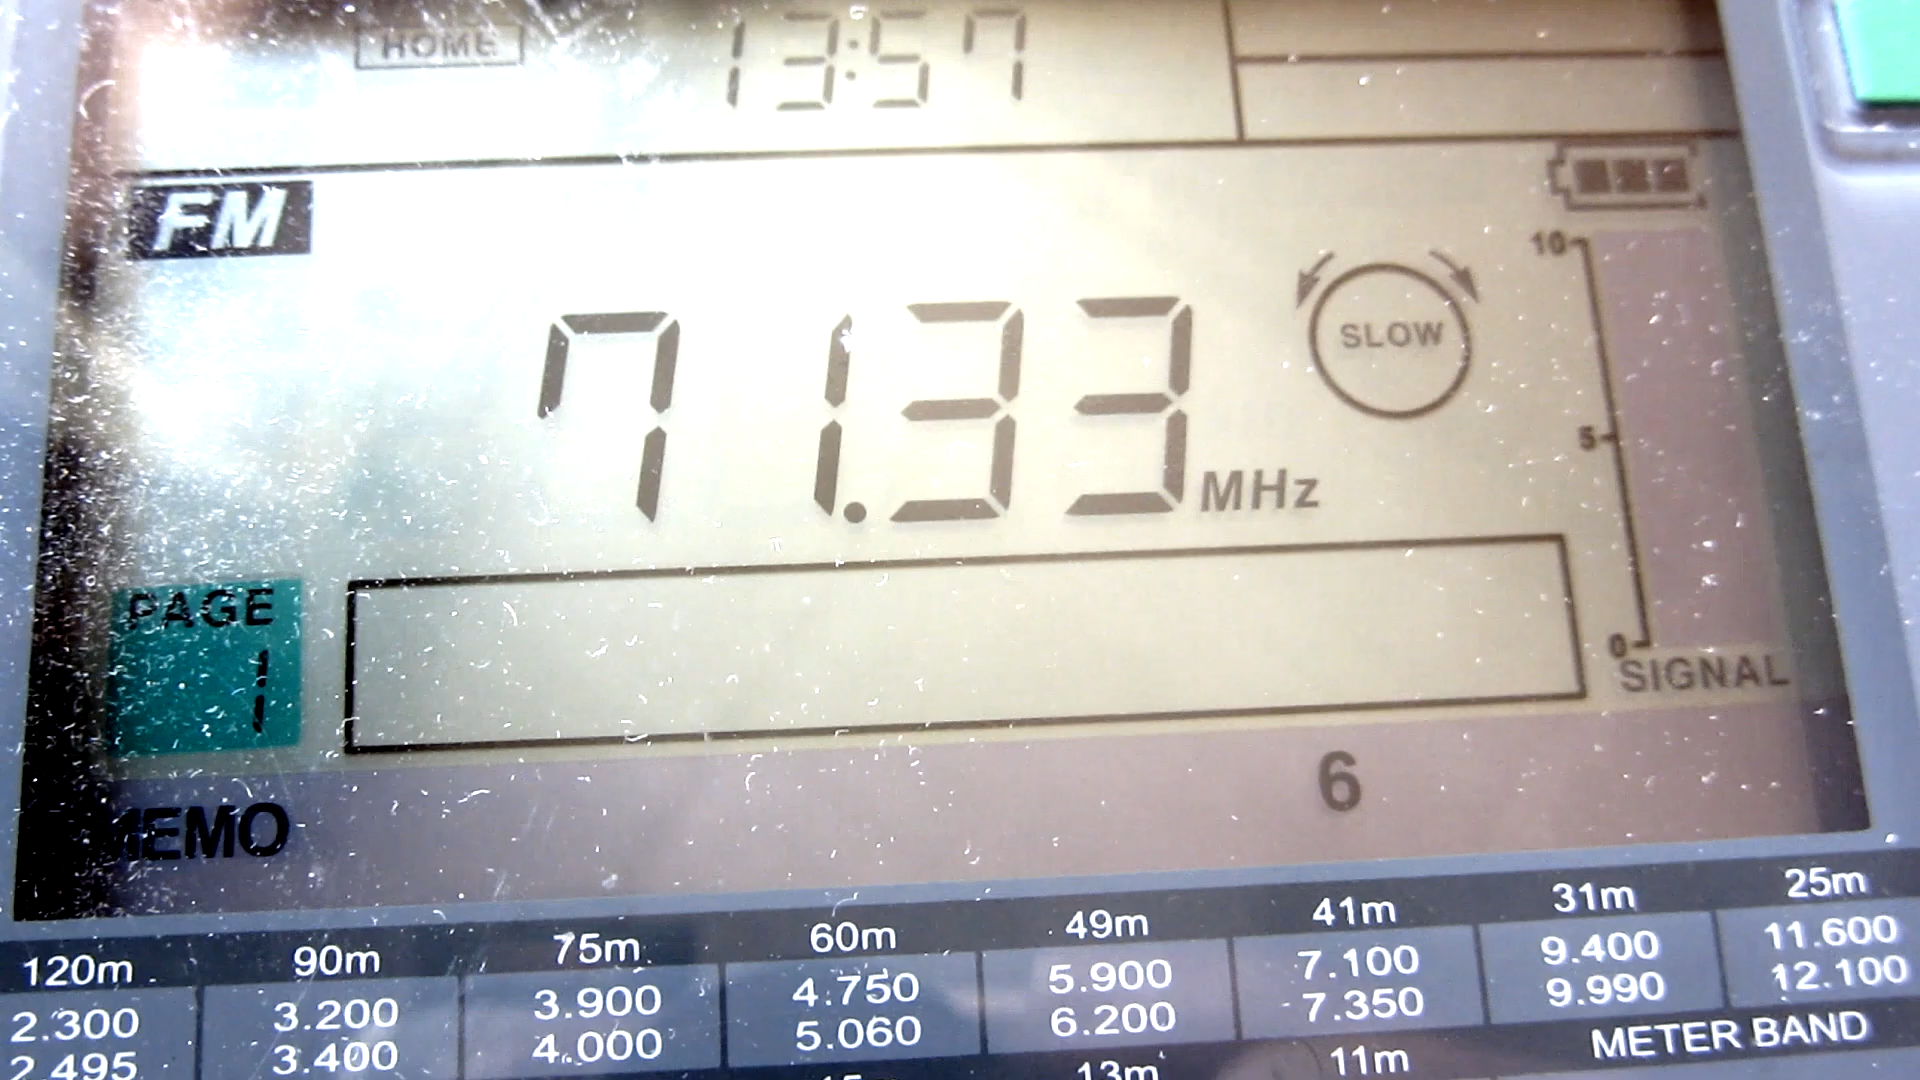 HOME 13:57
FM
10
71.33 MHz
SLOW
5
0
SIGNAL
PAGE
1
1
6
MEMO
120m 90m 75m 60m 49m 41m 31m 25m
2.300 3.200 3.900 4.750 5.900 7.100 9.400 11.600
2.495 3.400 4.000 5.060 6.200 7.350 9.990 12.100
13m 11m METER BAND